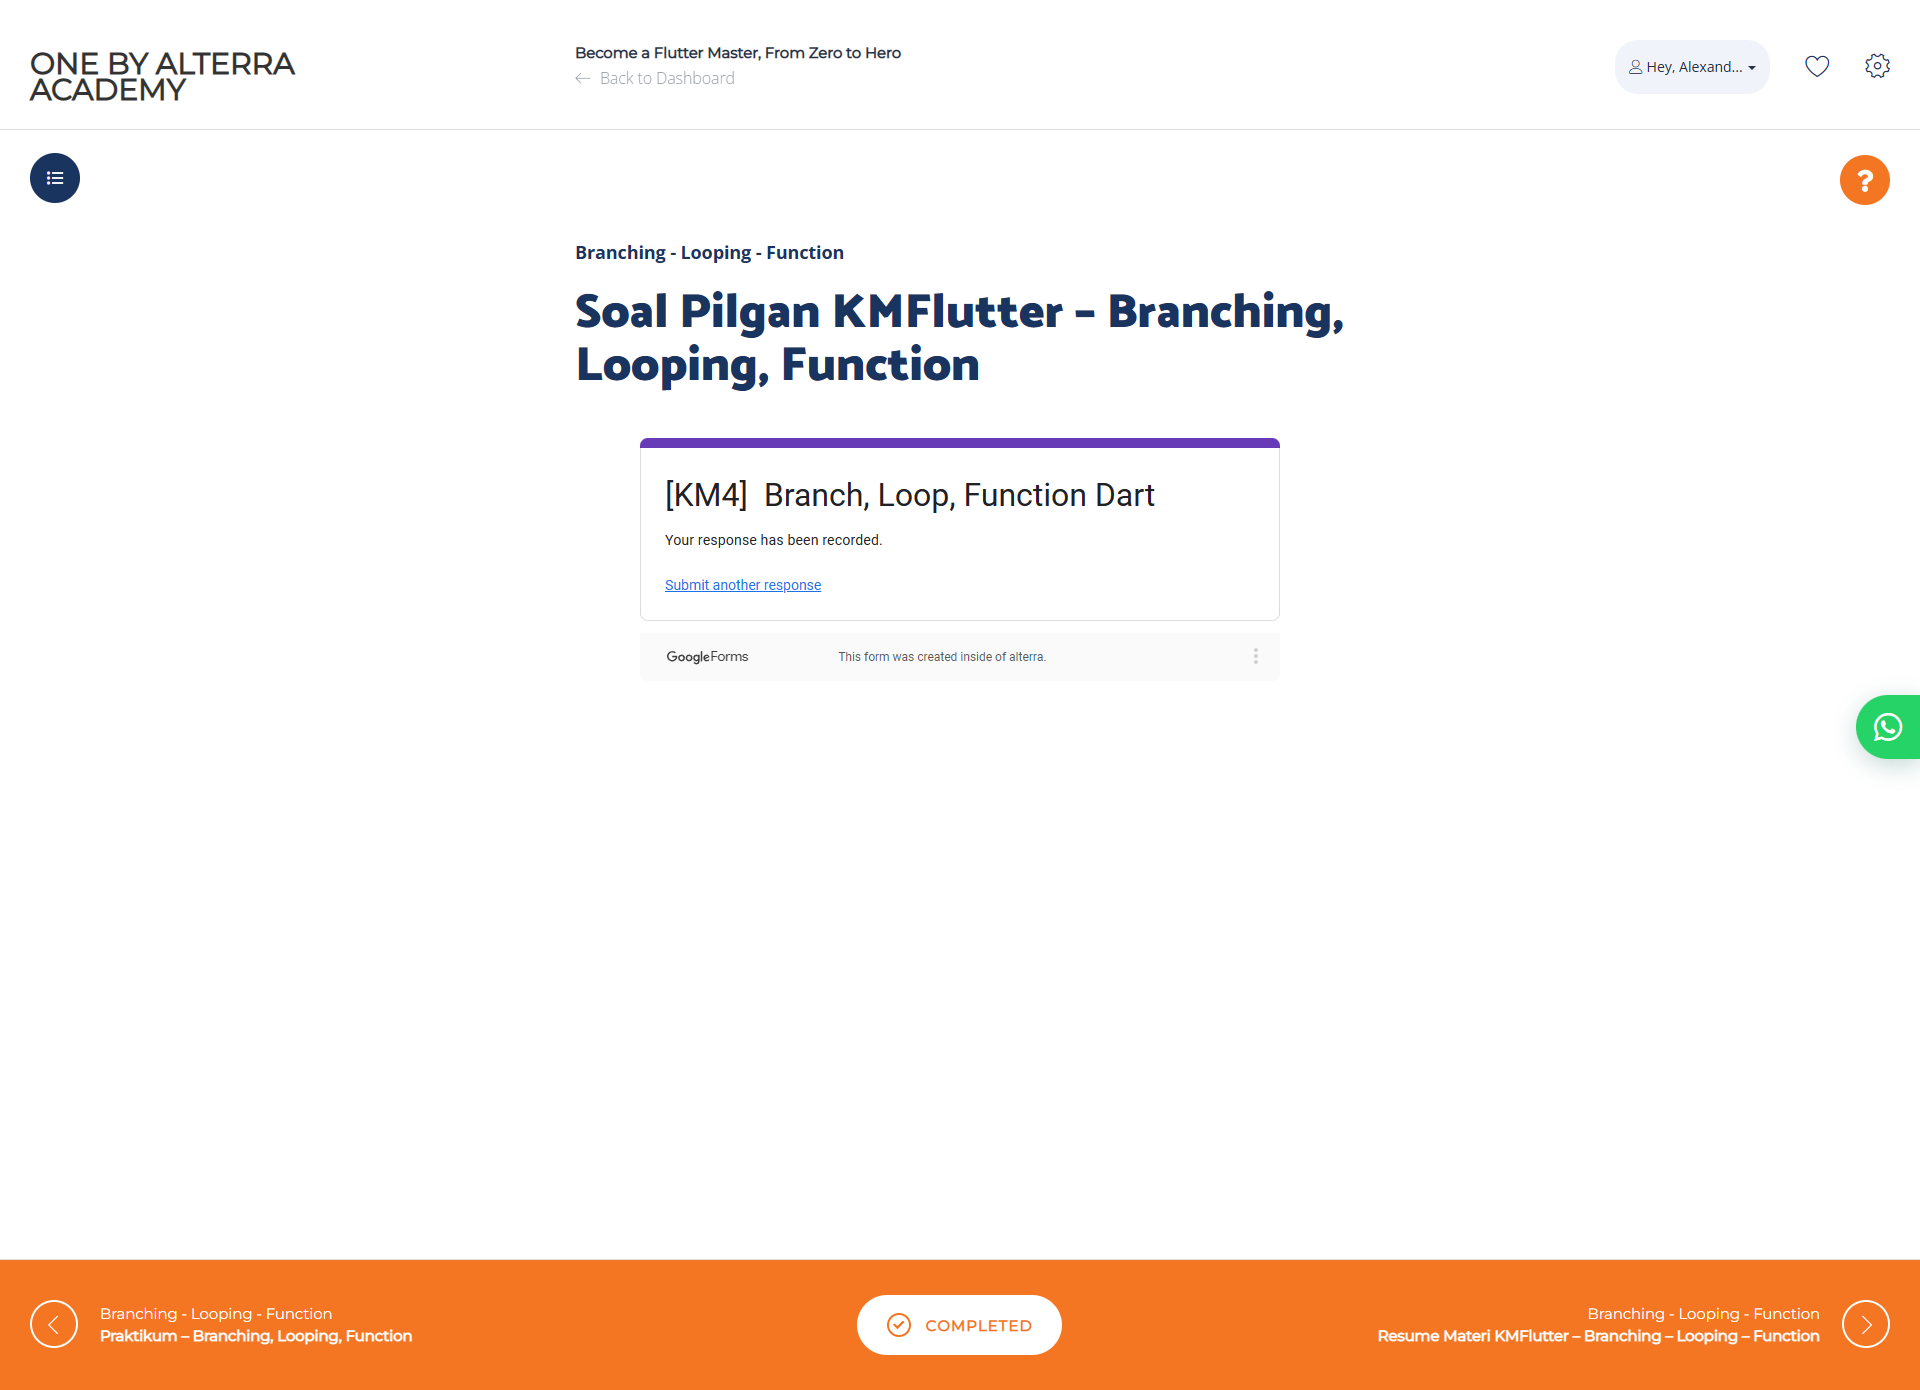 ONE BY ALTERRA
ACADEMY
Become a Flutter Master, From Zero to Hero
Back to Dashboard
Hey, Alexand...
Branching - Looping - Function
Soal Pilgan KMFlutter – Branching,
Looping, Function
[KM4]  Branch, Loop, Function Dart
Your response has been recorded.
Submit another response
Google Forms
This form was created inside of alterra.
Branching - Looping - Function
Praktikum – Branching, Looping, Function
COMPLETED
Branching - Looping - Function
Resume Materi KMFlutter – Branching – Looping – Function